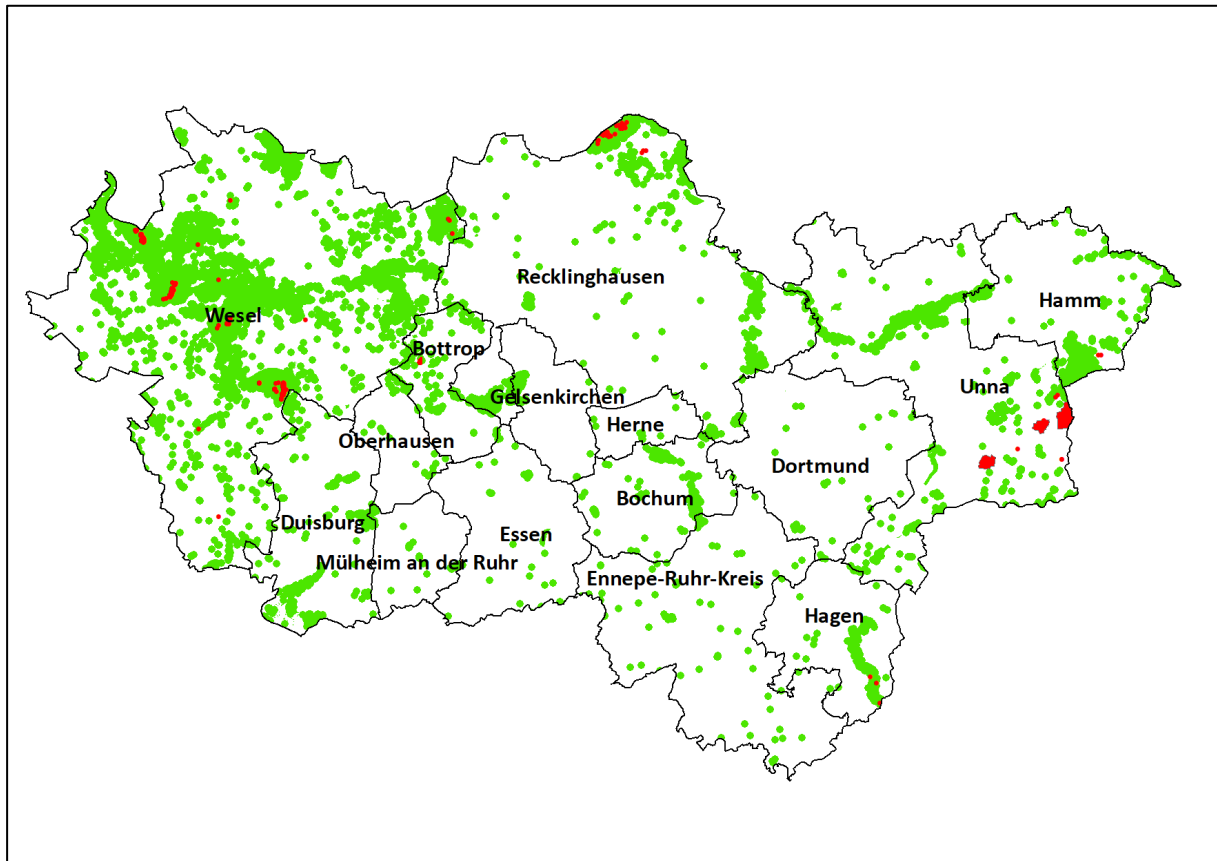 Recklinghausen
Hamm
Wesel
Bottrop
Unna
Gelsenkirchen
Herne
Oberhausen
Dortmund
Bochum
Duisburg
Essen
Mülheim an der Ruhr
Ennepe-Ruhr-Kreis
Hagen